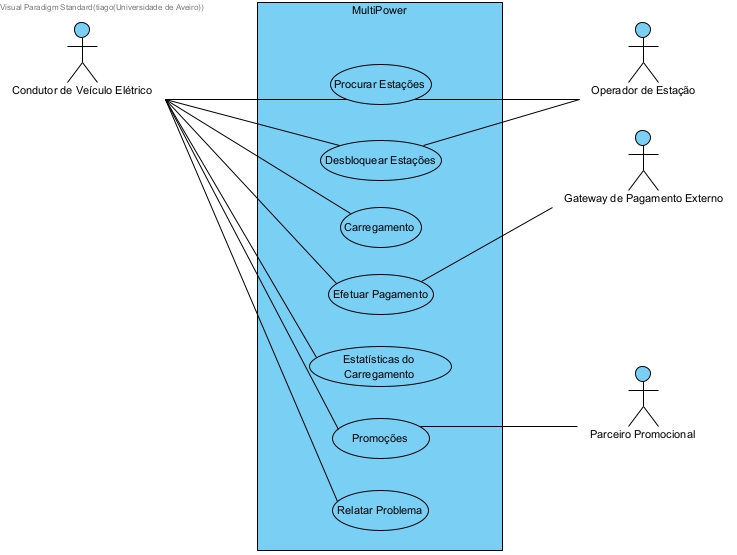 Visual Paradigm Standard(tiago(Universidade de Aveiro))
MultiPower
Condutor de Veículo Elétrico
Procurar Estações
Operador de Estação
Desbloquear Estações
Gateway de Pagamento Externo
Carregamento
Efetuar Pagamento
Estatísticas do
Carregamento
Promoções
Parceiro Promocional
Relatar Problema